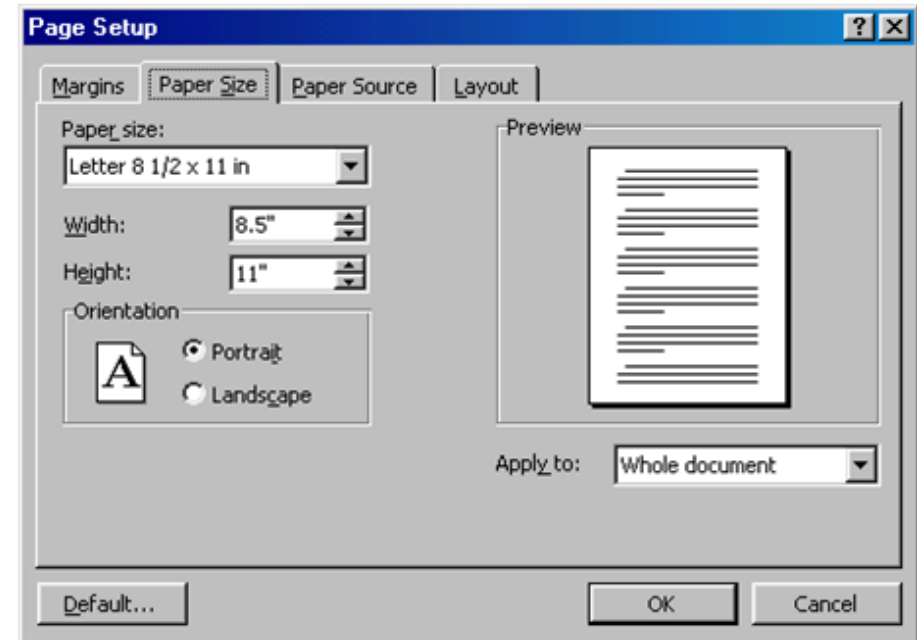 Page Setup
Margins Paper Size Paper Source Layout
Paper size:
Letter 8 1/2 x 11 in
Width: 8.5"
Height: 11"
Orientation
A
Portrait
Landscape
Preview
Apply to: Whole document
Default... OK Cancel